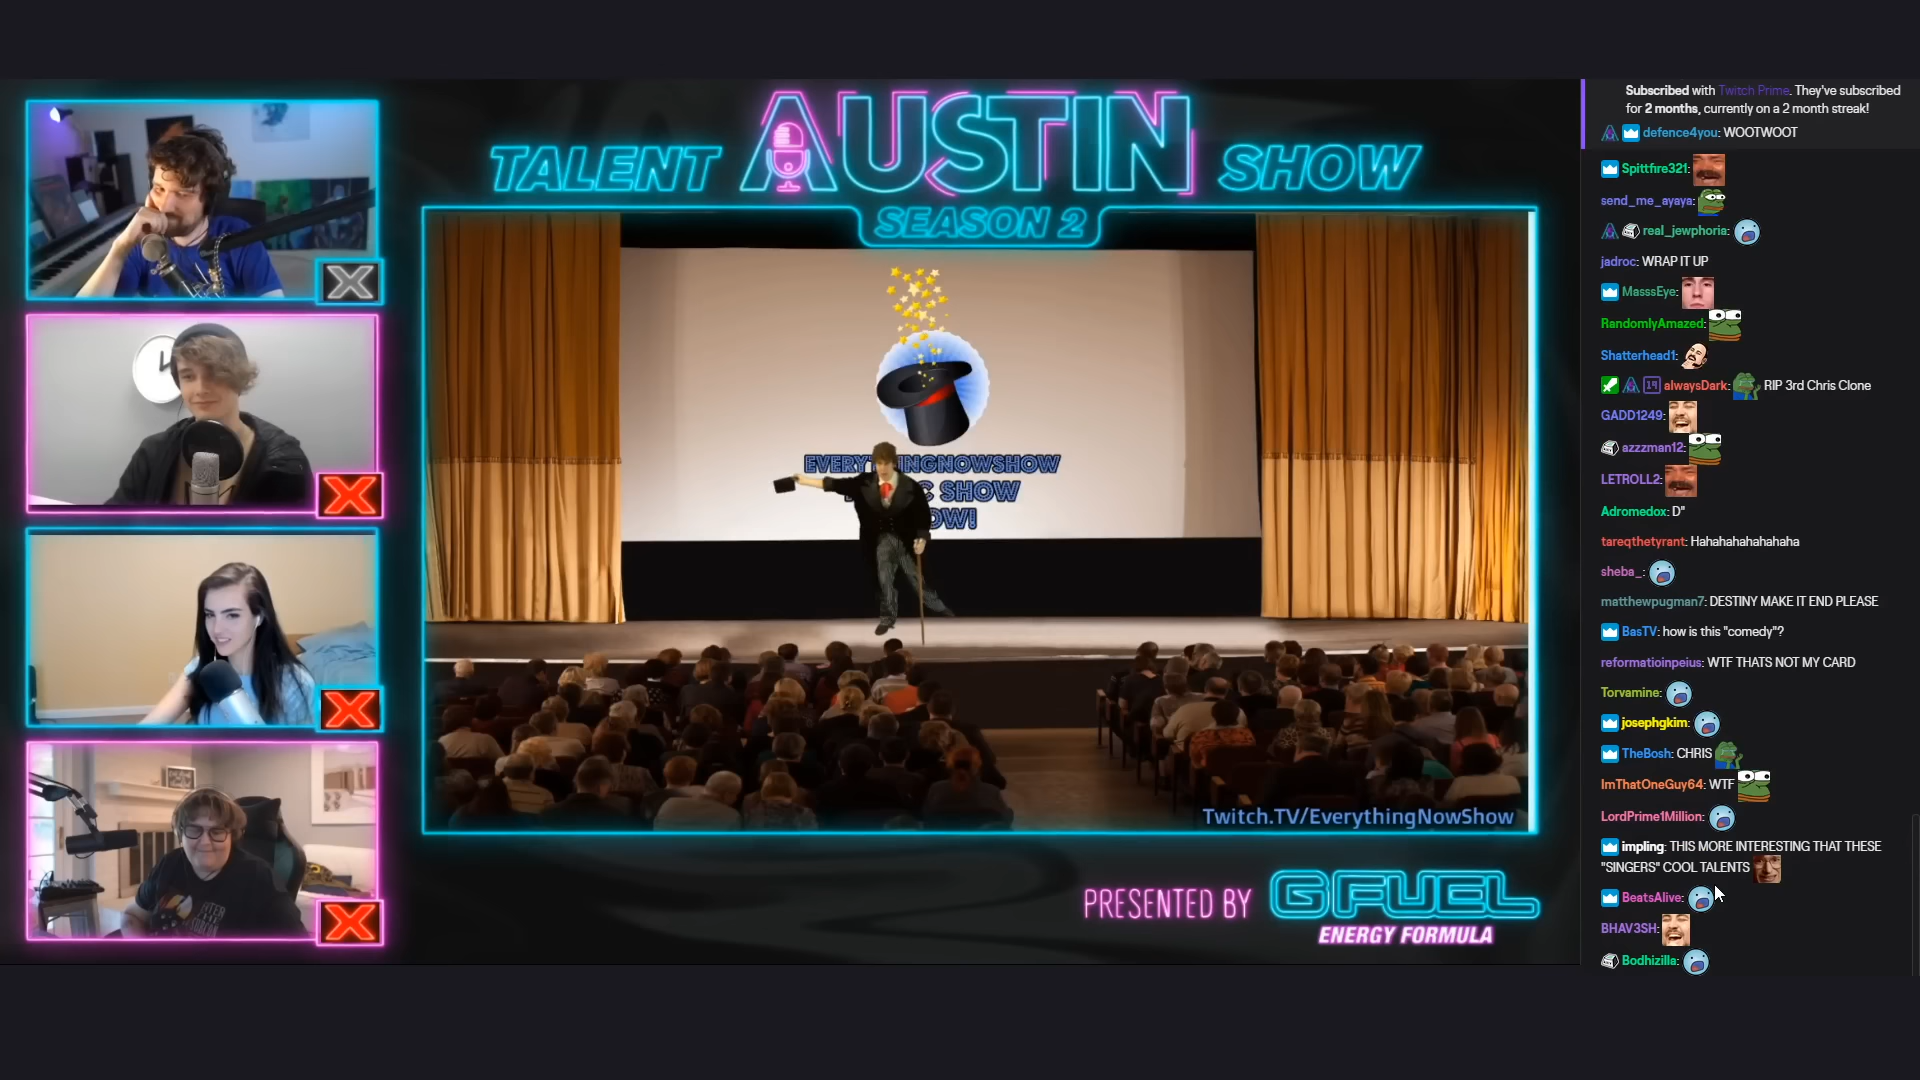 TALENT AUSTIN SHOW
SEASON 2
EVERYTHINGNOWSHOW
C SHOW
OW!
Twitch.TV/EverythingNowShow
PRESENTED BY GFUEL
ENERGY FORMULA
Subscribed with Twitch Prime. They've subscribed
for 2 months, currently on a 2 month streak!
defence4you: WOOTWOOT
Spittfire321:
send_me_ayaya:
real_jewphoria:
jadroc: WRAP IT UP
MasssEye:
RandomlyAmazed:
Shatterhead1:
14 alwaysDark: RIP 3rd Chris Clone
GADD1249:
azzzman12:
LETROLL2:
Adromedox: D"
tareqthetyrant: Hahahahahahahaha
sheba_:
matthewpugman7: DESTINY MAKE IT END PLEASE
BasTV: how is this "comedy"?
reformatioinpeius: WTF THATS NOT MY CARD
Torvamine:
josephgkim:
TheBosh: CHRIS
ImThatOneGuy64: WTF
LordPrime1Million:
impling: THIS MORE INTERESTING THAT THESE
"SINGERS" COOL TALENTS
BeatsAlive:
BHAV3SH:
Bodhizilla: